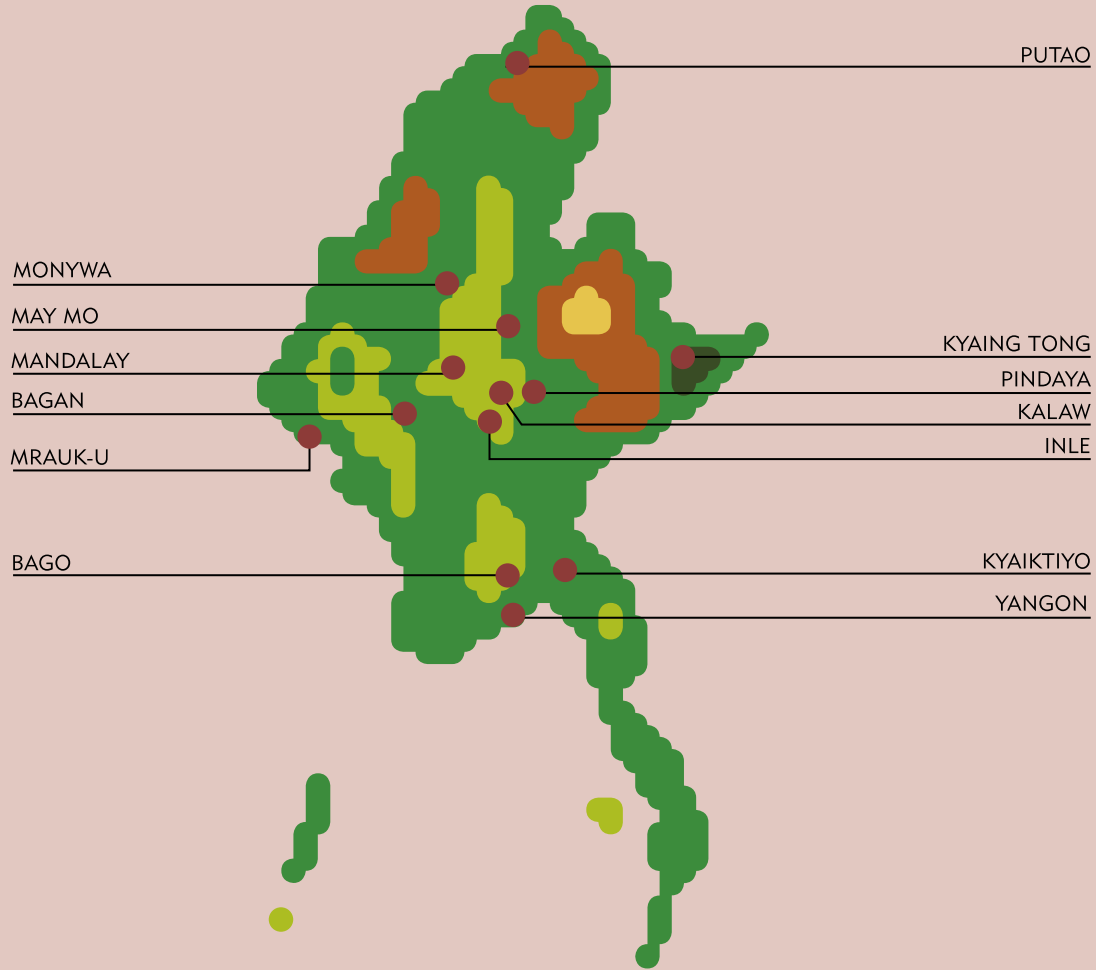 PUTAO
MONYWA
MAY MO
MANDALAY
BAGAN
MRAUK-U
BAGO
KYAING TONG
PINDAYA
KALAW
INLE
KYAIKTIYO
YANGON